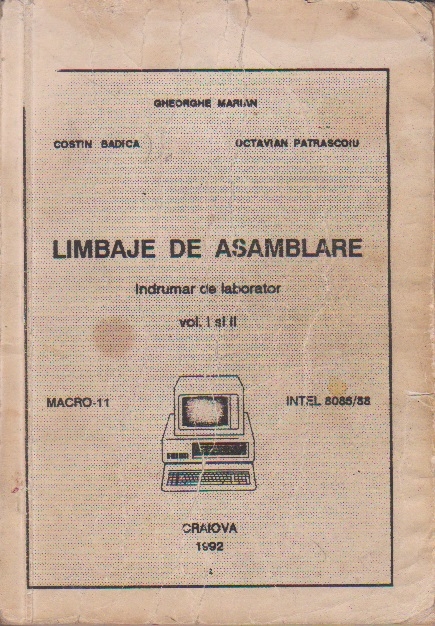 GHEORGHE MARIAN
COSTIN BADICA OCTAVIAN PATRASCOIU
LIMBAJE DE ASAMBLARE
Indrumar de laborator
vol. I si II
MACRO-11 INTEL 8086/88
CRAIOVA
1992